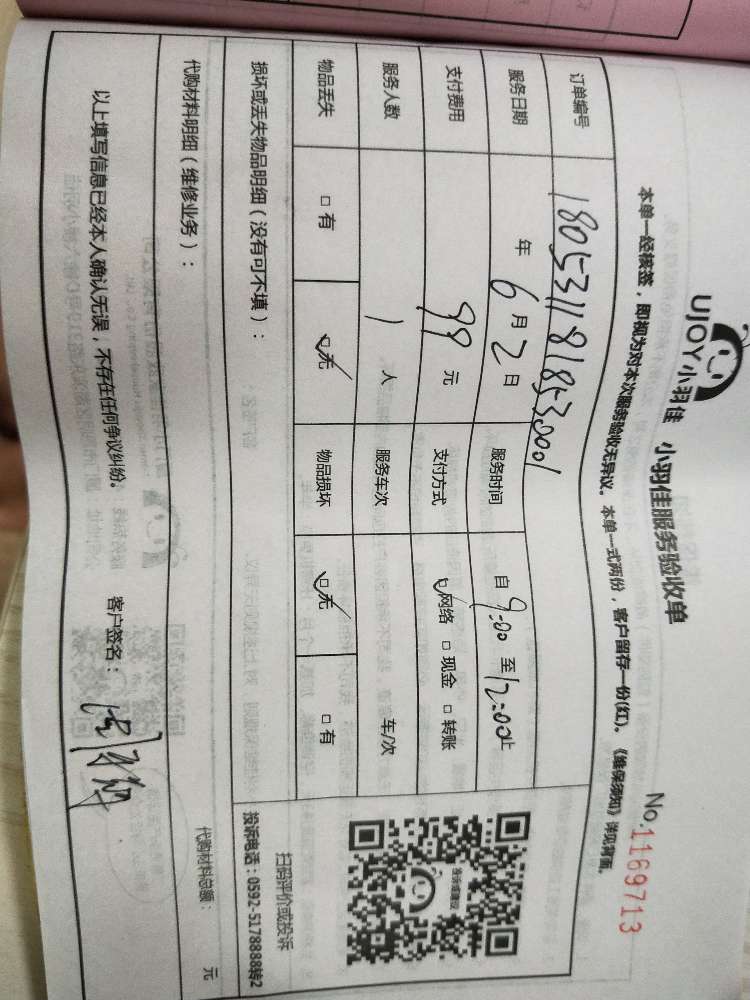 UJOY小羽佳 小羽佳服务验收单
No.1169713
本单一经核签，即视为对本次服务验收无异议。本单一式两份，客户留存一份(红)。《维保须知》详见背面。
订单编号 180531181853001
服务日期 年 6 月 2 日 服务时间 自 9:00 至 12:00 止
支付费用 99 元 支付方式 ☑网络 □现金 □转账
服务人数 1 人 服务车次 车/次
物品丢失 □有 ☑无 物品损坏 ☑无 □有
损坏或丢失物品明细（没有可不填）：
扫码评价或投诉
投诉电话：0592-5178888转2
代购材料明细（维修业务）：
代购材料总额： 元
以上填写信息已经本人确认无误，不存在任何争议纠纷。 客户签名：